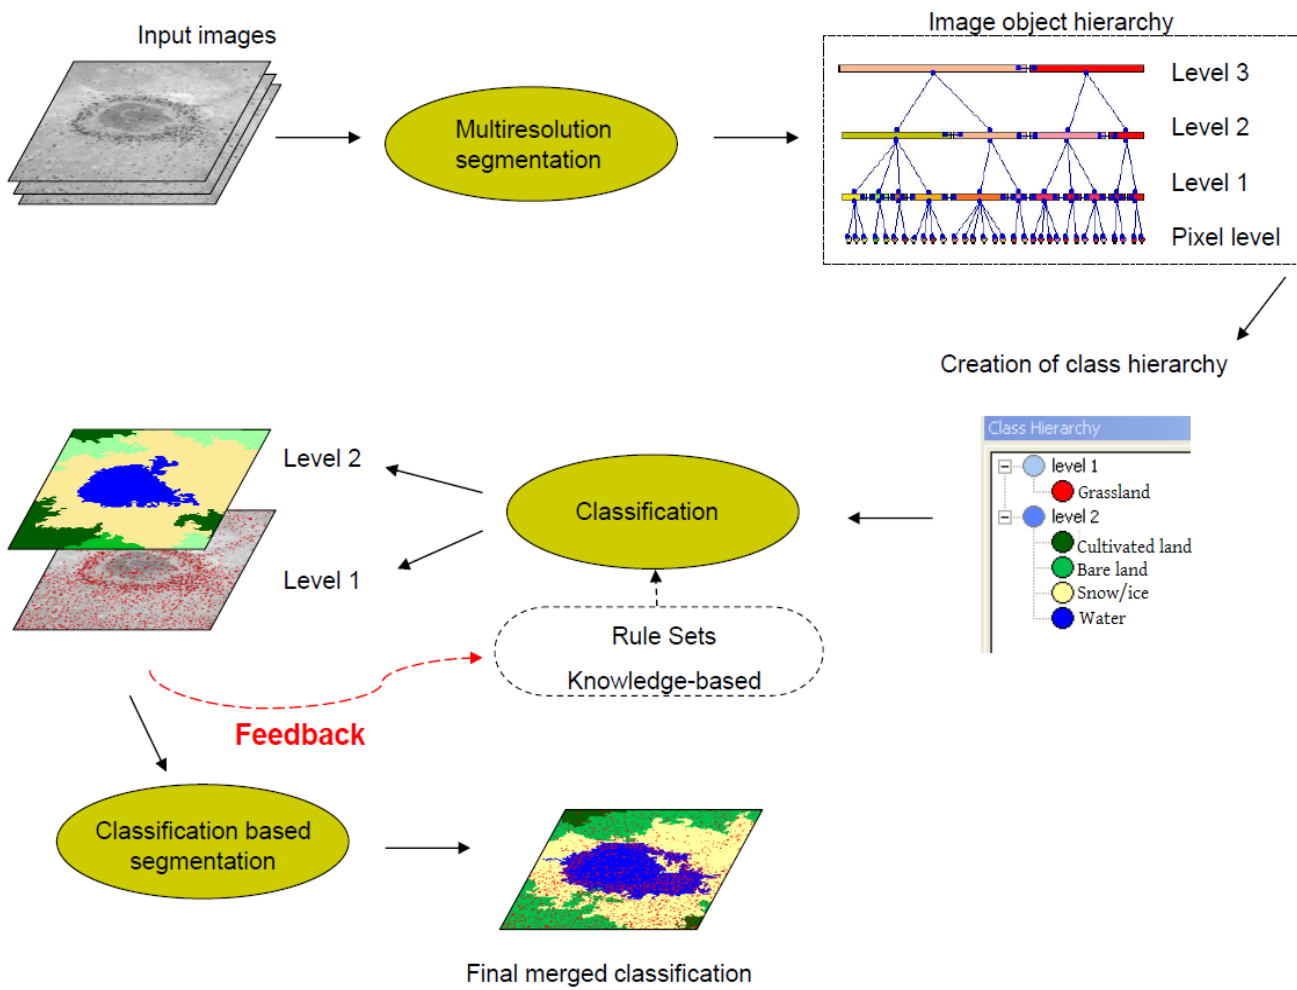 Input images
Image object hierarchy
Multiresolution
segmentation
Level 3
Level 2
Level 1
Pixel level
Creation of class hierarchy
Class Hierarchy
level 1
Grassland
level 2
Cultivated land
Bare land
Snow/ice
Water
Classification
Level 2
Level 1
Rule Sets
Knowledge-based
Feedback
Classification based
segmentation
Final merged classification